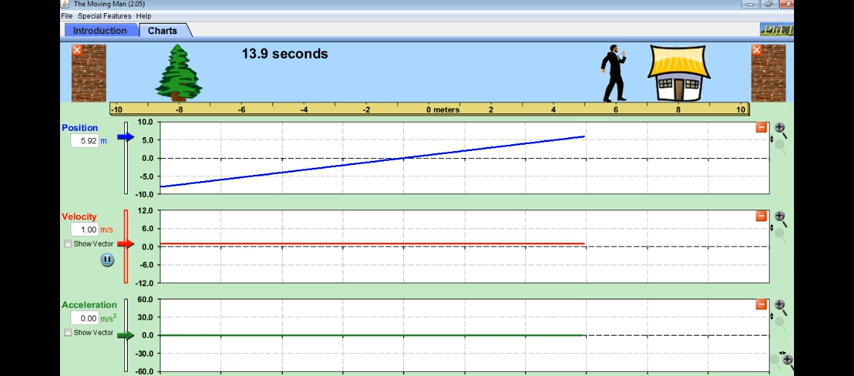 The Moving Man (2.05)
File Special Features Help
Introduction Charts
PhET
13.9 seconds
-10 -8 -6 -4 -2 0 meters 2 4 6 8 10
Position
5.92 m
10.0
5.0
0.0
-5.0
-10.0
Velocity
1.00 m/s
Show Vector
12.0
6.0
0.0
-6.0
-12.0
Acceleration
0.00 m/s²
Show Vector
60.0
30.0
0.0
-30.0
-60.0